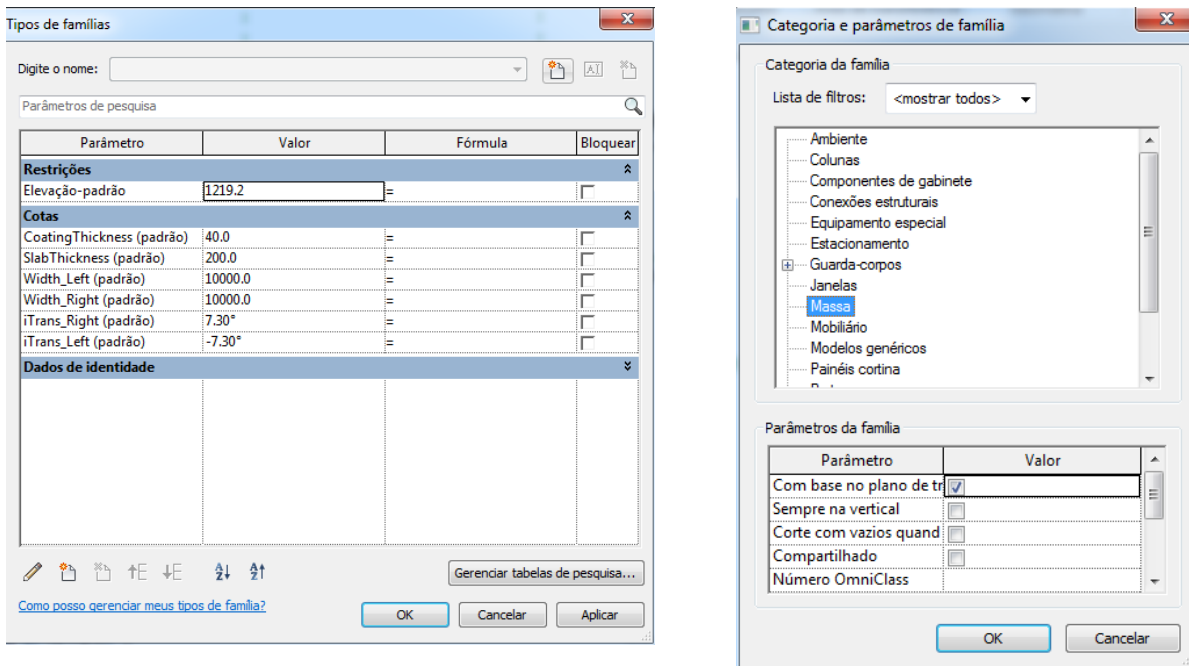 Tipos de famílias
Digite o nome:
Parâmetros de pesquisa
Parâmetro Valor Fórmula Bloquear
Restrições
Elevação-padrão 1219.2 =
Cotas
CoatingThickness (padrão) 40.0 =
SlabThickness (padrão) 200.0 =
Width_Left (padrão) 10000.0 =
Width_Right (padrão) 10000.0 =
iTrans_Right (padrão) 7.30° =
iTrans_Left (padrão) -7.30° =
Dados de identidade
Gerenciar tabelas de pesquisa...
Como posso gerenciar meus tipos de família?
OK Cancelar Aplicar
Categoria e parâmetros de família
Categoria da família
Lista de filtros: <mostrar todos>
Ambiente
Colunas
Componentes de gabinete
Conexões estruturais
Equipamento especial
Estacionamento
Guarda-corpos
Janelas
Massa
Mobiliário
Modelos genéricos
Painéis cortina
Parâmetros da família
Parâmetro Valor
Com base no plano de tr
Sempre na vertical
Corte com vazios quand
Compartilhado
Número OmniClass
OK Cancelar